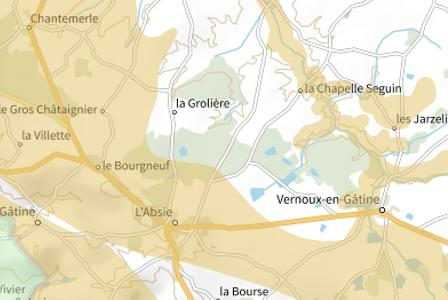 Chantemerle
la Chapelle Seguin
la Grolière
le Gros Châtaignier
les Jarzeli
la Villette
le Bourgneuf
Vernoux-en-Gâtine
Gâtine
L'Absie
la Bourse
Vivier